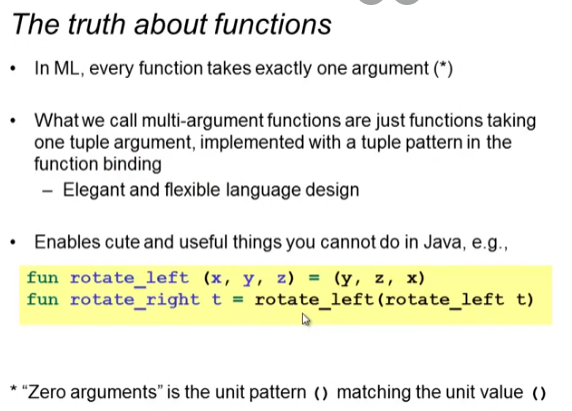 The truth about functions
• In ML, every function takes exactly one argument (*)
• What we call multi-argument functions are just functions taking
one tuple argument, implemented with a tuple pattern in the
function binding
– Elegant and flexible language design
• Enables cute and useful things you cannot do in Java, e.g.,
fun rotate_left (x, y, z) = (y, z, x)
fun rotate_right t = rotate_left(rotate_left t)
* “Zero arguments” is the unit pattern () matching the unit value ()